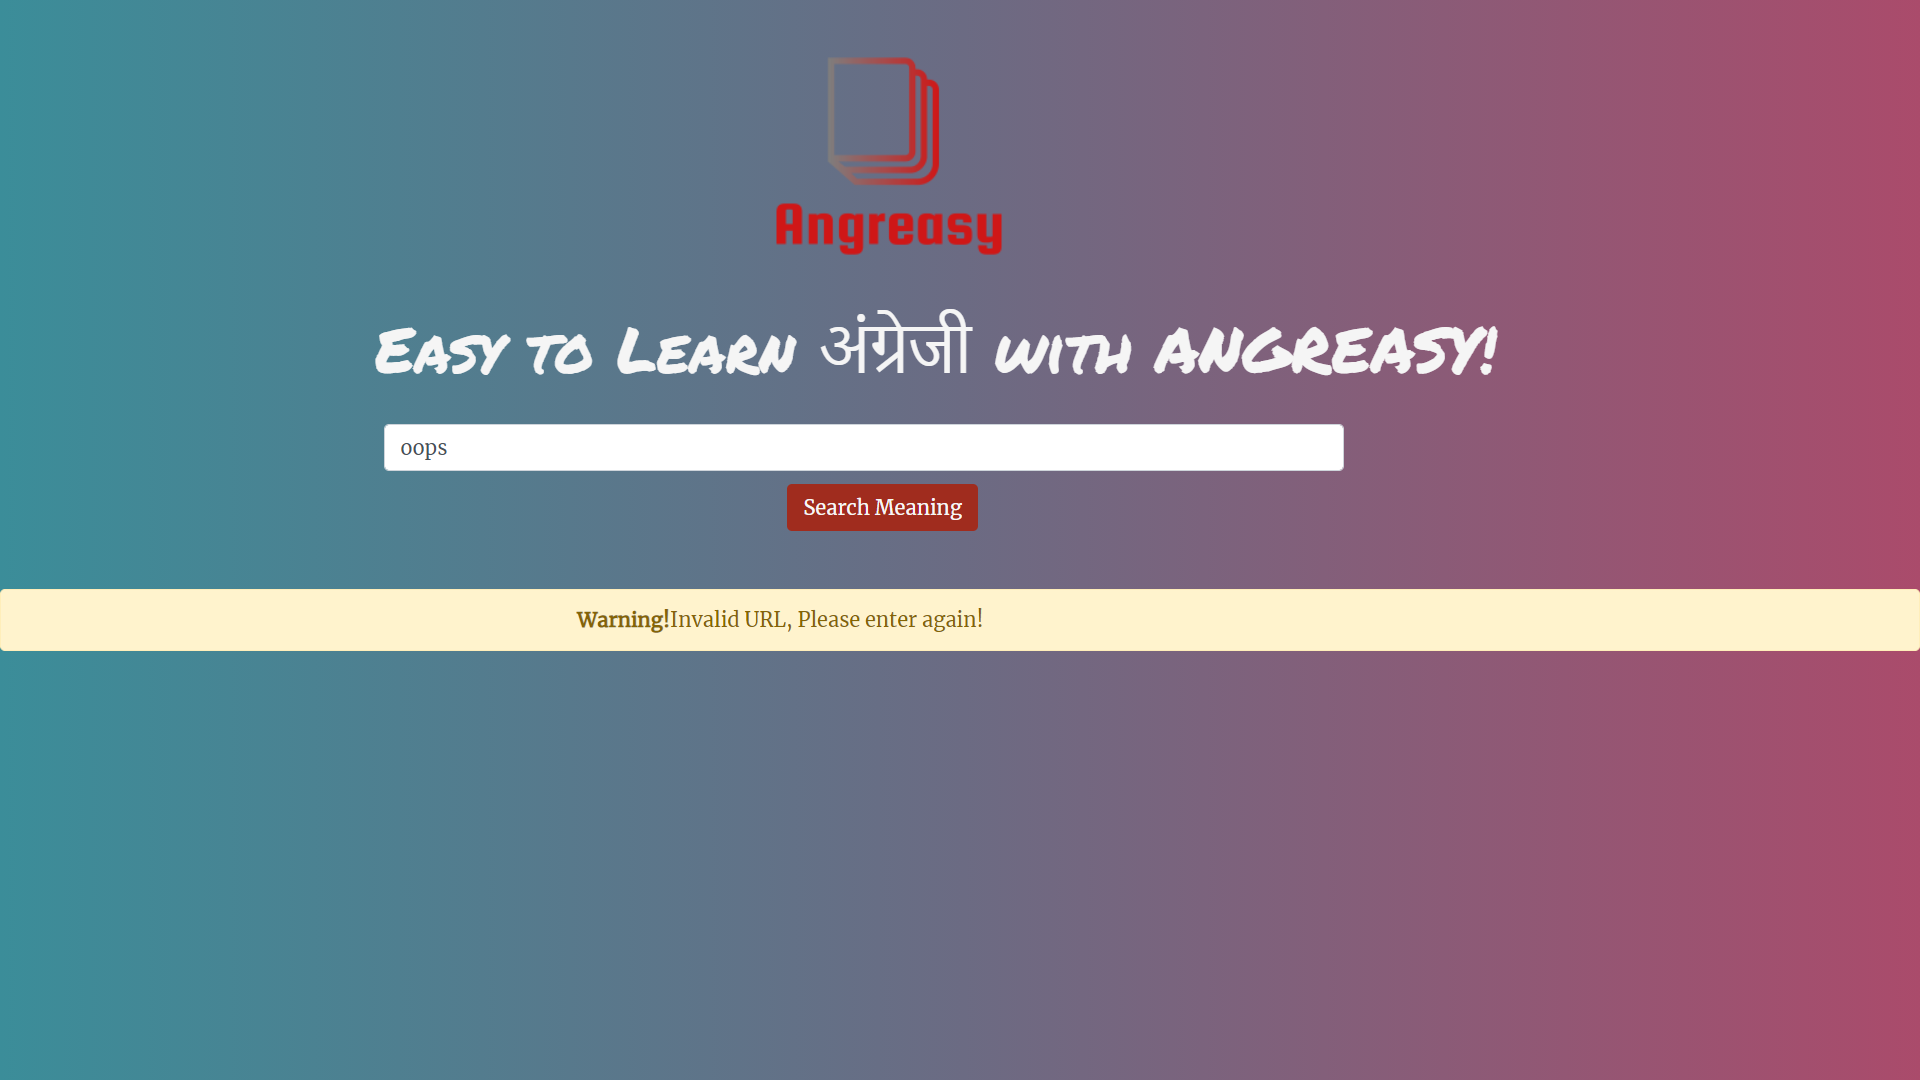 Angreasy
Easy to Learn अंग्रेजी with ANGREASY!
oops
Search Meaning
Warning!Invalid URL, Please enter again!